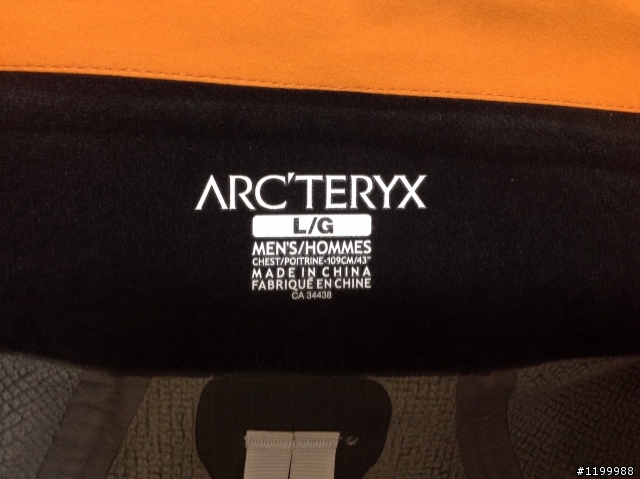 ARC'TERYX
L/G
MEN'S/HOMMES
CHEST/POITRINE-109CM/43"
MADE IN CHINA
FABRIQUÉ EN CHINE
CA 34438
#1199988